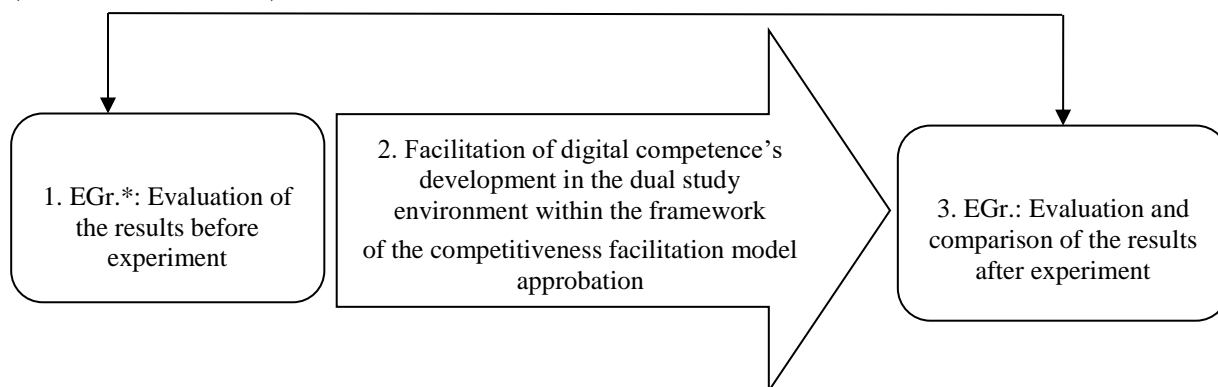 1. EGr.*: Evaluation of
the results before
experiment
2. Facilitation of digital competence’s
development in the dual study
environment within the framework
of the competitiveness facilitation model
approbation
3. EGr.: Evaluation and
comparison of the results
after experiment